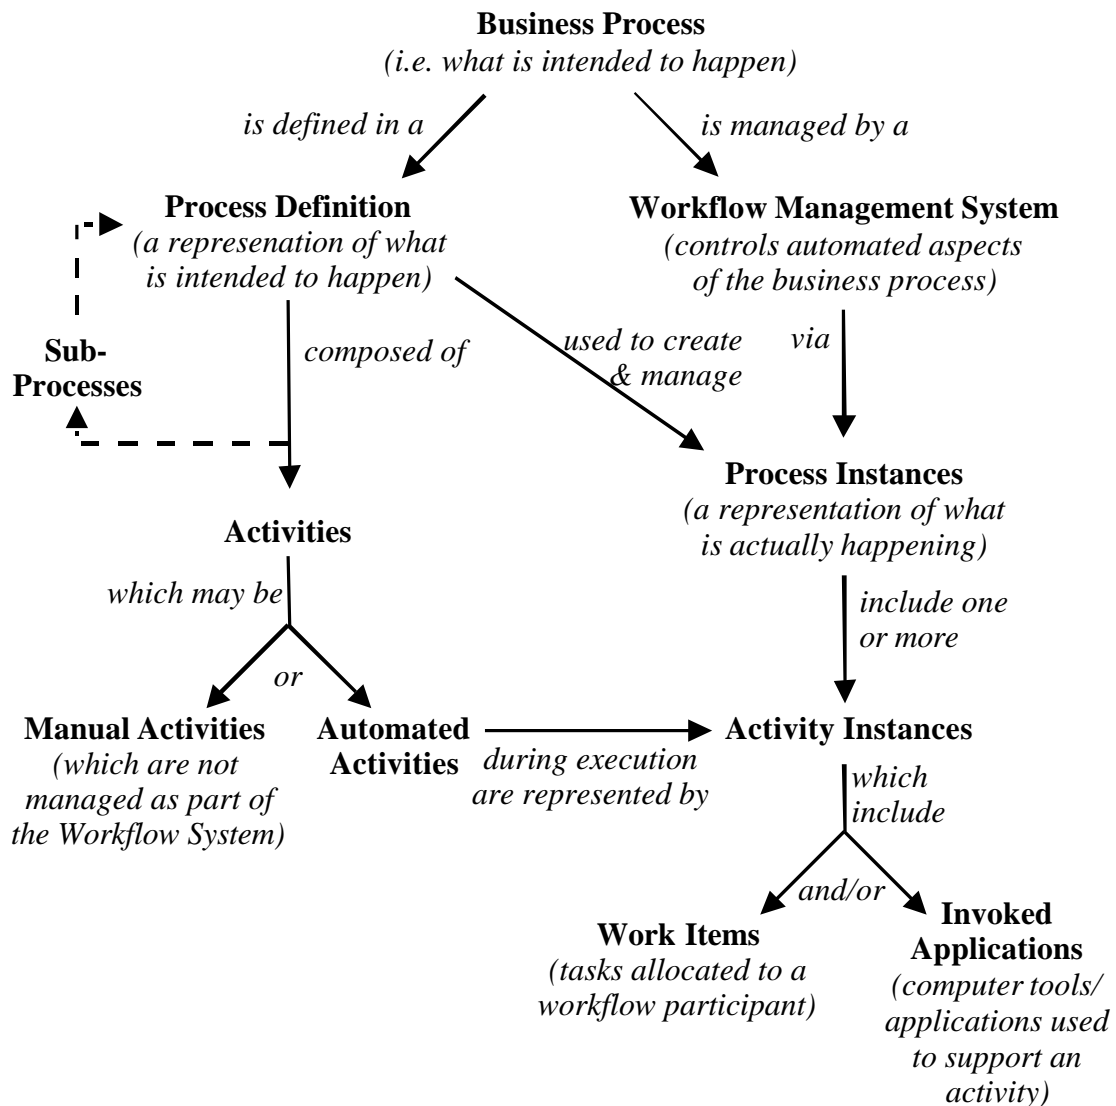 Business Process
(i.e. what is intended to happen)
is defined in a
is managed by a
Process Definition
(a represenation of what
is intended to happen)
Workflow Management System
(controls automated aspects
of the business process)
Sub-
Processes
composed of
used to create
& manage
via
Process Instances
(a representation of what
is actually happening)
Activities
which may be
or
include one
or more
Manual Activities
(which are not
managed as part of
the Workflow System)
Automated
Activities
during execution
are represented by
Activity Instances
which
include
and/or
Work Items
(tasks allocated to a
workflow participant)
Invoked
Applications
(computer tools/
applications used
to support an
activity)